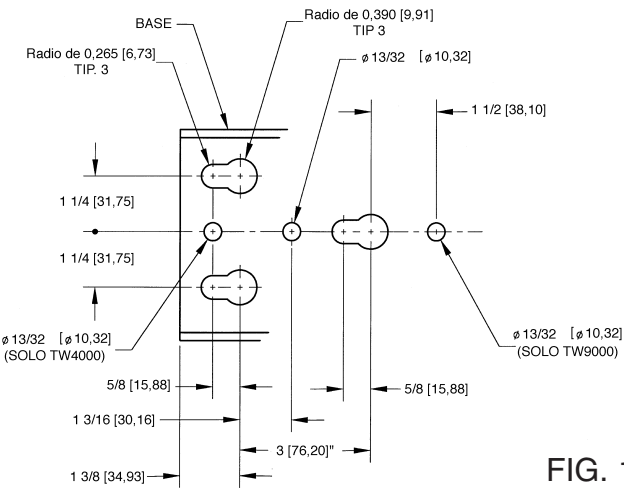 BASE
Radio de 0,390 [9,91]
TIP 3
Radio de 0,265 [6,73]
TIP. 3
ø 13/32 [ø 10,32]
1 1/2 [38,10]
1 1/4 [31,75]
1 1/4 [31,75]
ø 13/32 [ø 10,32]
(SOLO TW4000)
ø 13/32 [ø 10,32]
(SOLO TW9000)
5/8 [15,88]
5/8 [15,88]
1 3/16 [30,16]
3 [76,20]"
1 3/8 [34,93]
FIG.